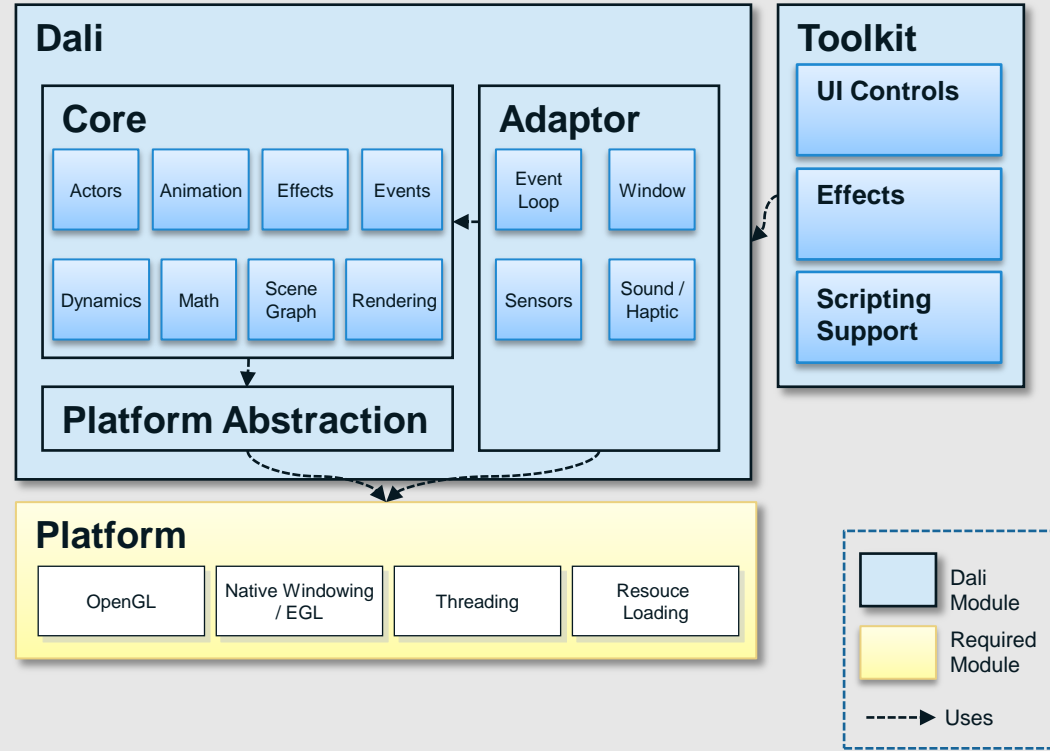 Dali
Core
Actors
Animation
Effects
Events
Dynamics
Math
Scene
Graph
Rendering
Platform Abstraction
Adaptor
Event
Loop
Window
Sensors
Sound /
Haptic
Toolkit
UI Controls
Effects
Scripting
Support
Platform
OpenGL
Native Windowing
/ EGL
Threading
Resouce
Loading
Dali
Module
Required
Module
Uses